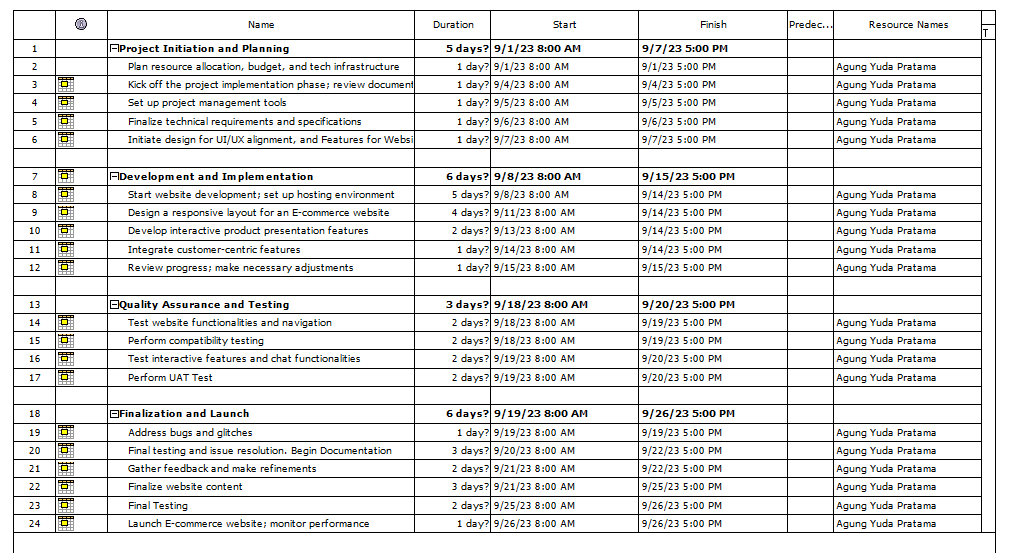 Name Duration Start Finish Predec... Resource Names
T
1 Project Initiation and Planning 5 days? 9/1/23 8:00 AM 9/7/23 5:00 PM
2 Plan resource allocation, budget, and tech infrastructure 1 day? 9/1/23 8:00 AM 9/1/23 5:00 PM Agung Yuda Pratama
3 Kick off the project implementation phase; review document 1 day? 9/4/23 8:00 AM 9/4/23 5:00 PM Agung Yuda Pratama
4 Set up project management tools 1 day? 9/5/23 8:00 AM 9/5/23 5:00 PM Agung Yuda Pratama
5 Finalize technical requirements and specifications 1 day? 9/6/23 8:00 AM 9/6/23 5:00 PM Agung Yuda Pratama
6 Initiate design for UI/UX alignment, and Features for Websi 1 day? 9/7/23 8:00 AM 9/7/23 5:00 PM Agung Yuda Pratama
7 Development and Implementation 6 days? 9/8/23 8:00 AM 9/15/23 5:00 PM
8 Start website development; set up hosting environment 5 days? 9/8/23 8:00 AM 9/14/23 5:00 PM Agung Yuda Pratama
9 Design a responsive layout for an E-commerce website 4 days? 9/11/23 8:00 AM 9/14/23 5:00 PM Agung Yuda Pratama
10 Develop interactive product presentation features 2 days? 9/13/23 8:00 AM 9/14/23 5:00 PM Agung Yuda Pratama
11 Integrate customer-centric features 1 day? 9/14/23 8:00 AM 9/14/23 5:00 PM Agung Yuda Pratama
12 Review progress; make necessary adjustments 1 day? 9/15/23 8:00 AM 9/15/23 5:00 PM Agung Yuda Pratama
13 Quality Assurance and Testing 3 days? 9/18/23 8:00 AM 9/20/23 5:00 PM
14 Test website functionalities and navigation 2 days? 9/18/23 8:00 AM 9/19/23 5:00 PM Agung Yuda Pratama
15 Perform compatibility testing 2 days? 9/18/23 8:00 AM 9/19/23 5:00 PM Agung Yuda Pratama
16 Test interactive features and chat functionalities 2 days? 9/19/23 8:00 AM 9/20/23 5:00 PM Agung Yuda Pratama
17 Perform UAT Test 2 days? 9/19/23 8:00 AM 9/20/23 5:00 PM Agung Yuda Pratama
18 Finalization and Launch 6 days? 9/19/23 8:00 AM 9/26/23 5:00 PM
19 Address bugs and glitches 1 day? 9/19/23 8:00 AM 9/19/23 5:00 PM Agung Yuda Pratama
20 Final testing and issue resolution. Begin Documentation 3 days? 9/20/23 8:00 AM 9/22/23 5:00 PM Agung Yuda Pratama
21 Gather feedback and make refinements 2 days? 9/21/23 8:00 AM 9/22/23 5:00 PM Agung Yuda Pratama
22 Finalize website content 3 days? 9/21/23 8:00 AM 9/25/23 5:00 PM Agung Yuda Pratama
23 Final Testing 2 days? 9/25/23 8:00 AM 9/26/23 5:00 PM Agung Yuda Pratama
24 Launch E-commerce website; monitor performance 1 day? 9/26/23 8:00 AM 9/26/23 5:00 PM Agung Yuda Pratama